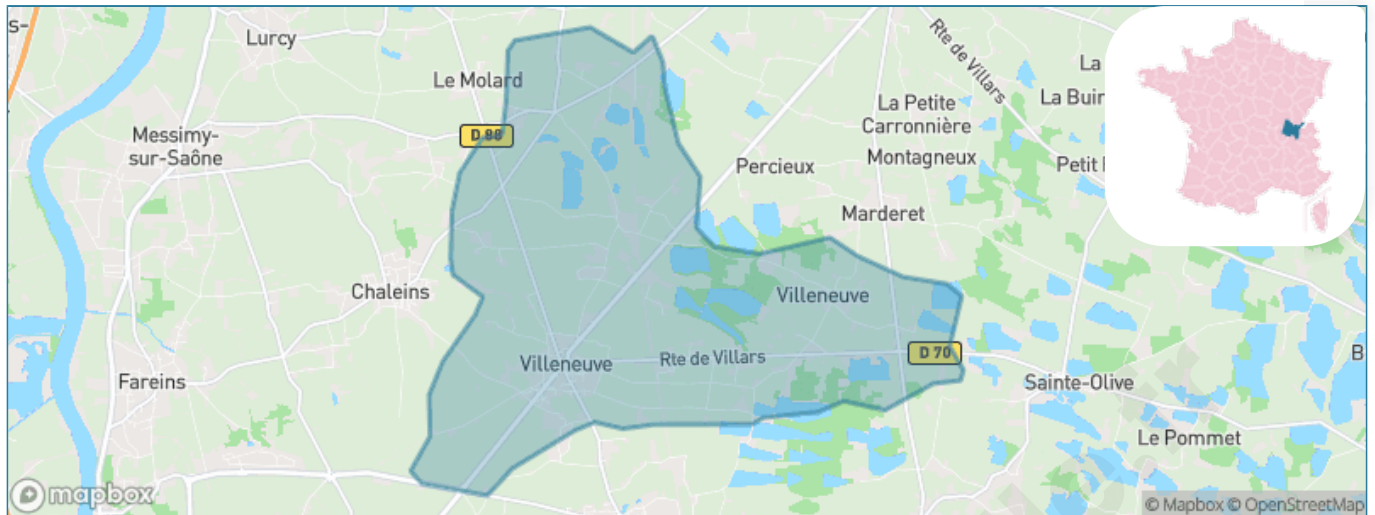 s-
Lurcy
Rte de Villars
Le Molard
La
La Petite
Carronnière
La Buir
D 88
Messimy-
sur-Saône
Percieux
Montagneux
Petit
Marderet
Chaleins
Villeneuve
Villeneuve
Rte de Villars
D 70
Fareins
Sainte-Olive
B
Le Pommet
mapbox
© Mapbox © OpenStreetMap